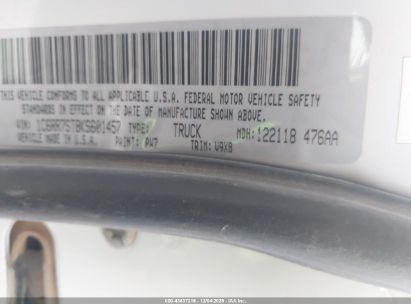 THIS VEHICLE CONFORMS TO ALL APPLICABLE U.S.A. FEDERAL MOTOR VEHICLE SAFETY
STANDARDS IN EFFECT ON THE DATE OF MANUFACTURE SHOWN ABOVE.
VIN: TYPE: TRUCK MDH: 122118 476AA
VEHICLE MADE IN U.S.A. PAINT: PW7 TRIM: V9X8